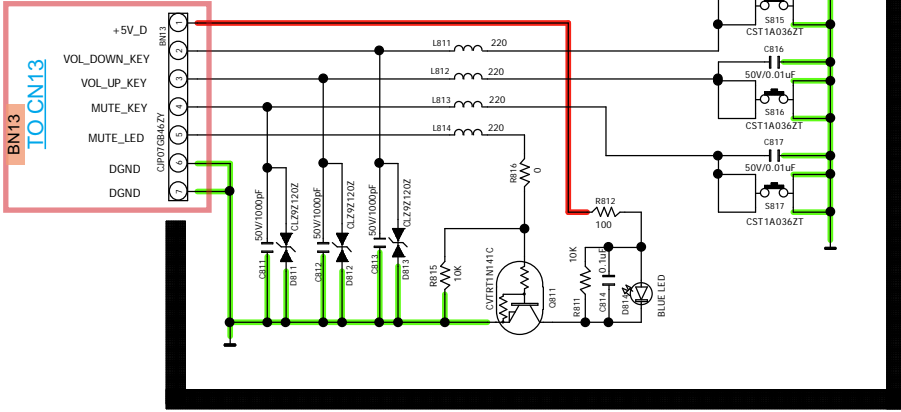 BN13
TO CN13
+5V_D
VOL_DOWN_KEY
VOL_UP_KEY
MUTE_KEY
MUTE_LED
DGND
DGND
BN13
CJP07GB46ZY
1
2
3
4
5
6
7
L811 220
L812 220
L813 220
L814 220
S815
CST1A036ZT
C816
50V/0.01uF
S816
CST1A036ZT
C817
50V/0.01uF
S817
CST1A036ZT
50V/1000pF
C811
CLZ9Z120Z
D811
50V/1000pF
C812
CLZ9Z120Z
D812
50V/1000pF
C813
CLZ9Z120Z
D813
R816
0
R815
10K
CVTRT1N141C
Q811
R812
100
10K
R811
0.1uF
C814
D814
BLUE LED